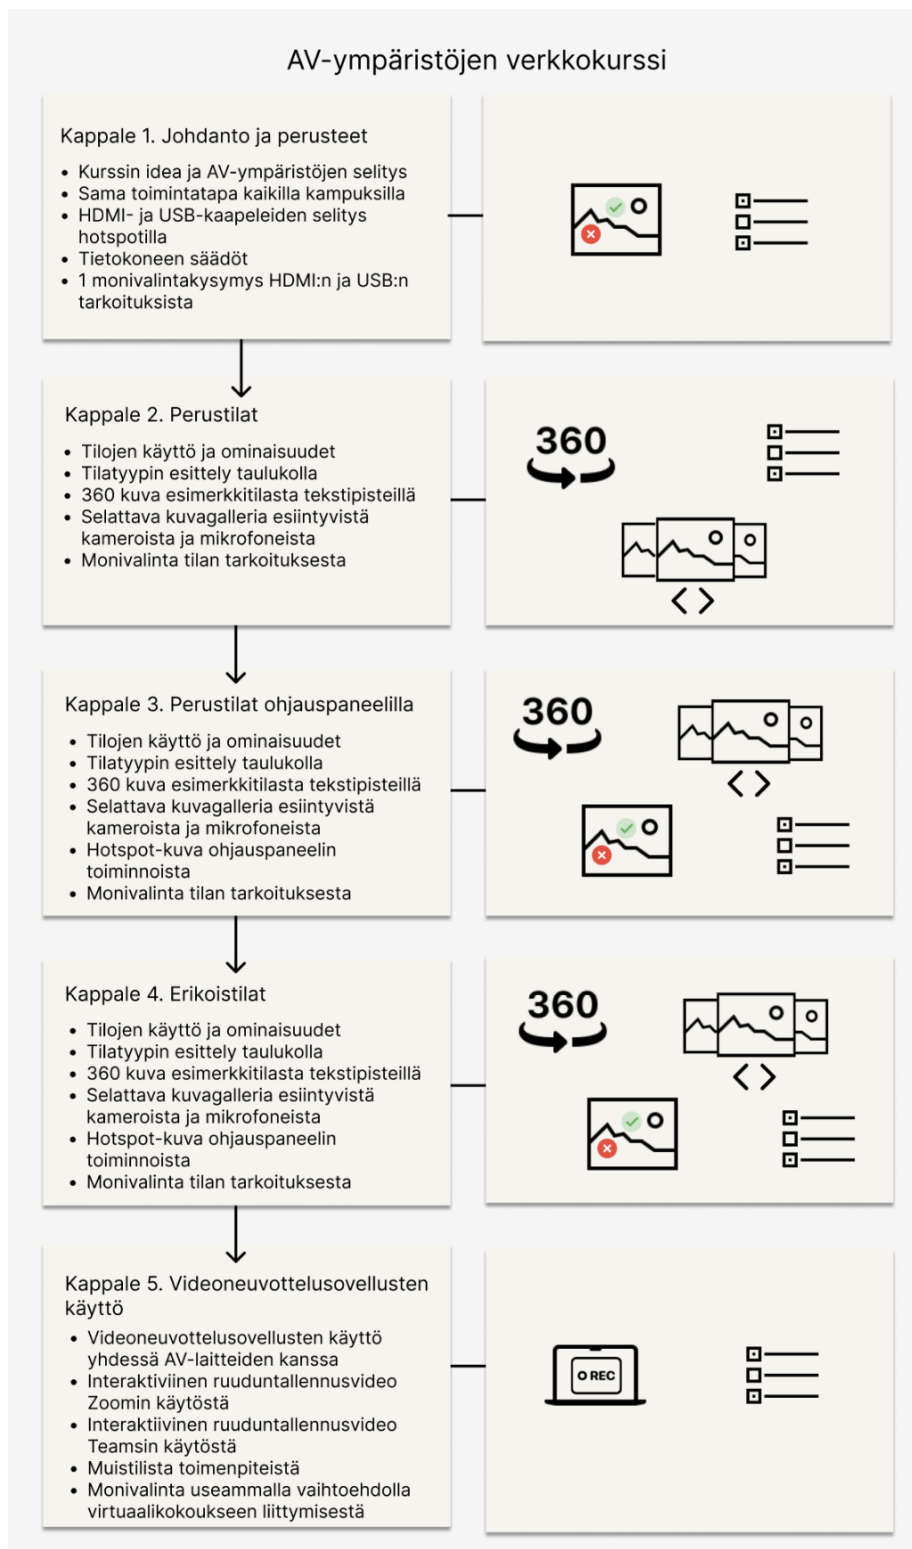 AV-ympäristöjen verkkokurssi
Kappale 1. Johdanto ja perusteet
• Kurssin idea ja AV-ympäristöjen selitys
• Sama toimintatapa kaikilla kampuksilla
• HDMI- ja USB-kaapeleiden selitys
hotspotilla
• Tietokoneen säädöt
• 1 monivalintakysymys HDMI:n ja USB:n
tarkoituksista
Kappale 2. Perustilat
• Tilojen käyttö ja ominaisuudet
• Tilatyypin esittely taulukolla
• 360 kuva esimerkkitilasta tekstipisteillä
• Selattava kuvagalleria esiintyvistä
kameroista ja mikrofoneista
• Monivalinta tilan tarkoituksesta
360
Kappale 3. Perustilat ohjauspaneelilla
• Tilojen käyttö ja ominaisuudet
• Tilatyypin esittely taulukolla
• 360 kuva esimerkkitilasta tekstipisteillä
• Selattava kuvagalleria esiintyvistä
kameroista ja mikrofoneista
• Hotspot-kuva ohjauspaneelin
toiminnoista
• Monivalinta tilan tarkoituksesta
360
Kappale 4. Erikoistilat
• Tilojen käyttö ja ominaisuudet
• Tilatyypin esittely taulukolla
• 360 kuva esimerkkitilasta tekstipisteillä
• Selattava kuvagalleria esiintyvistä
kameroista ja mikrofoneista
• Hotspot-kuva ohjauspaneelin
toiminnoista
• Monivalinta tilan tarkoituksesta
360
Kappale 5. Videoneuvottelusovellusten
käyttö
• Videoneuvottelusovellusten käyttö
yhdessä AV-laitteiden kanssa
• Interaktiviinen ruuduntallennusvideo
Zoomin käytöstä
• Interaktiivinen ruuduntallennusvideo
Teamsin käytöstä
• Muistilista toimenpiteistä
• Monivalinta useammalla vaihtoehdolla
virtuaalikokoukseen liittymisestä
REC